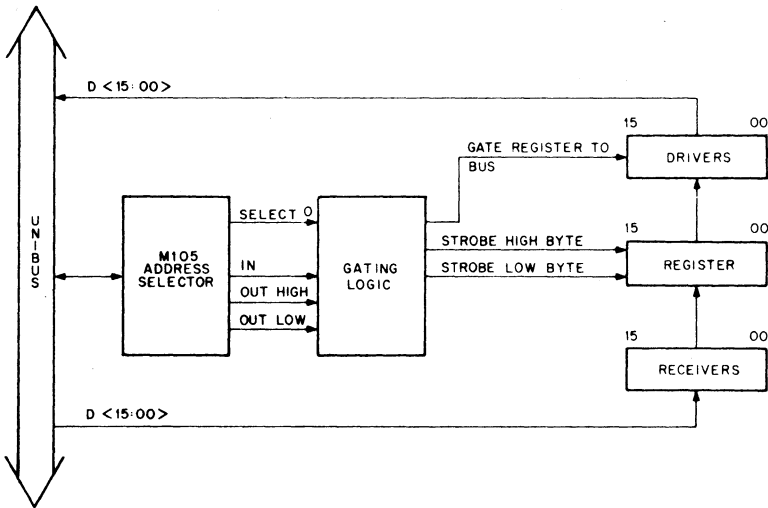 D <15:00>
15 00
DRIVERS
GATE REGISTER TO
BUS
UNIBUS
M105
ADDRESS
SELECTOR
SELECT 0
IN
OUT HIGH
OUT LOW
GATING
LOGIC
STROBE HIGH BYTE
STROBE LOW BYTE
15 00
REGISTER
15 00
RECEIVERS
D <15:00>